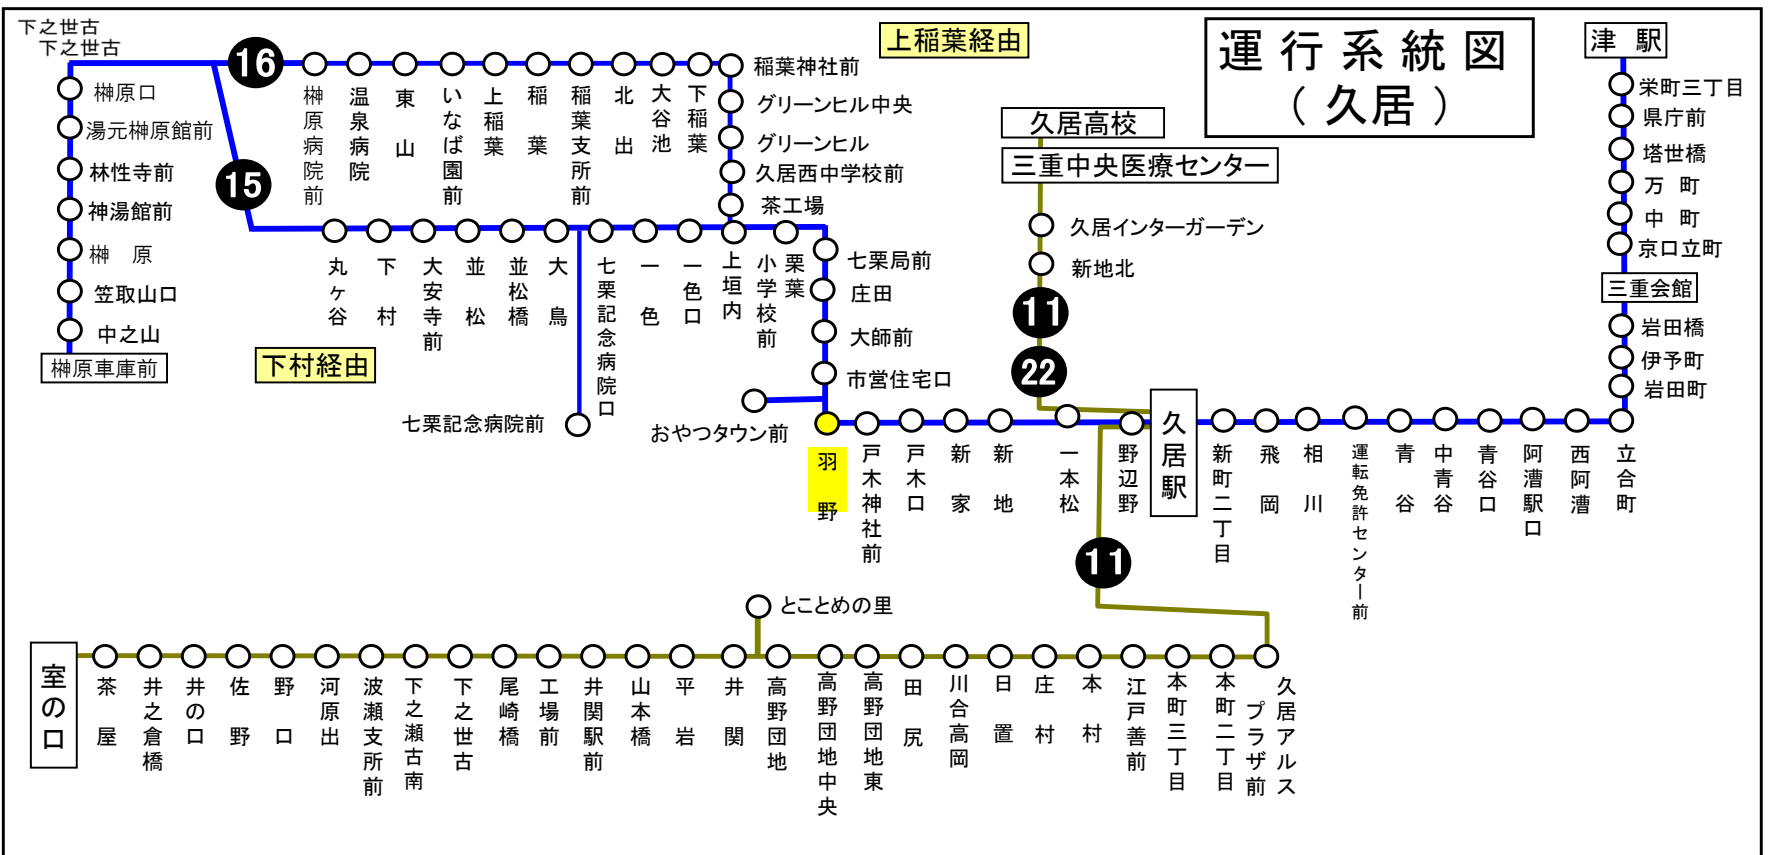 運行系統図
（久居）
下之世古
下之世古
16
上稲葉経由
津 駅
榊原口
湯元榊原館前
林性寺前
神湯館前
榊 原
笠取山口
中之山
榊原車庫前
15
榊原病院前
温泉病院
東山
いなば園前
上稲葉
稲葉
稲葉支所前
北出
大谷池
下稲葉
稲葉神社前
グリーンヒル中央
グリーンヒル
久居西中学校前
茶工場
丸ヶ谷
下村
大安寺前
並松
並松橋
大鳥
七栗記念病院口
一色
一色口
上垣内
栗葉
小学校前
下村経由
七栗記念病院前
七栗局前
庄田
大師前
市営住宅口
おやつタウン前
久居高校
三重中央医療センター
久居インターガーデン
新地北
11
22
栄町三丁目
県庁前
塔世橋
万 町
中 町
京口立町
三重会館
岩田橋
伊予町
岩田町
羽野
戸木神社前
戸木口
新家
新地
一本松
野辺野
久居駅
新町二丁目
飛岡
相川
運転免許センター前
青谷
中青谷
青谷口
阿漕駅口
西阿漕
立合町
11
とことめの里
室の口
茶屋
井之倉橋
井の口
佐野
野口
河原出
波瀬支所前
下之瀬古南
下之世古
尾崎橋
工場前
井関駅前
山本橋
平岩
井関
高野団地
高野団地中央
高野団地東
田尻
川合高岡
日置
庄村
本村
江戸善前
本町三丁目
本町二丁目
久居アルス
プラザ前